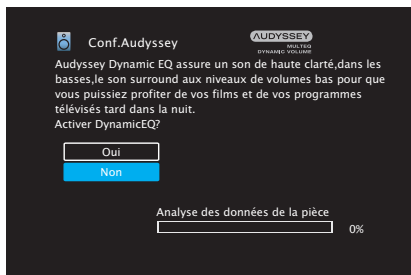 Conf.Audyssey
AUDYSSEY
MULTEQ
DYNAMIC VOLUME
Audyssey Dynamic EQ assure un son de haute clarté,dans les
basses,le son surround aux niveaux de volumes bas pour que
vous puissiez profiter de vos films et de vos programmes
télévisés tard dans la nuit.
Activer DynamicEQ?
Oui
Non
Analyse des données de la pièce
0%